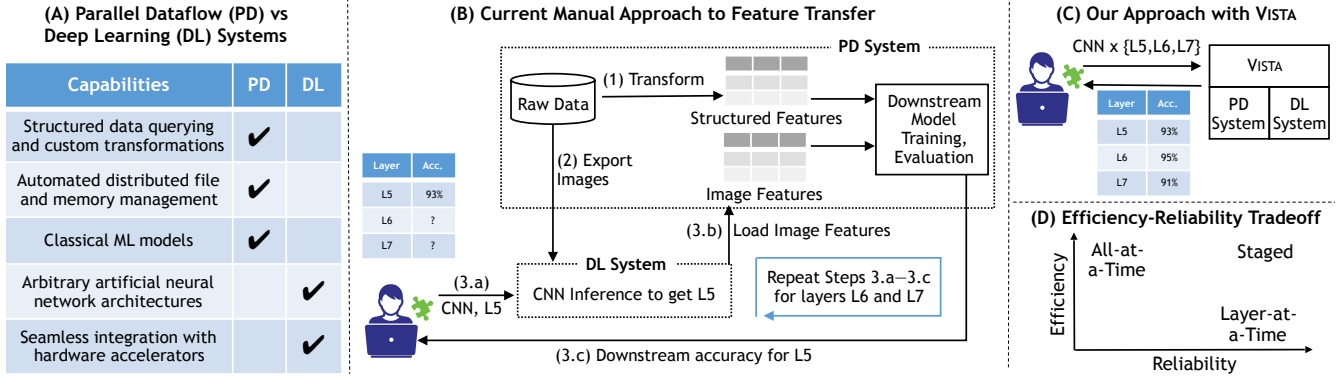 (A) Parallel Dataflow (PD) vs
Deep Learning (DL) Systems
Capabilities PD DL
Structured data querying
and custom transformations ✔
Automated distributed file
and memory management ✔
Classical ML models ✔
Arbitrary artificial neural
network architectures ✔
Seamless integration with
hardware accelerators ✔
(B) Current Manual Approach to Feature Transfer
PD System
Raw Data
(1) Transform
Structured Features
Downstream
Model
Training,
Evaluation
(2) Export
Images
Image Features
Layer Acc.
L5 93%
L6 ?
L7 ?
(3.b) Load Image Features
DL System
CNN Inference to get L5
(3.a)
CNN, L5
Repeat Steps 3.a—3.c
for layers L6 and L7
(3.c) Downstream accuracy for L5
(C) Our Approach with VISTA
CNN x {L5,L6,L7}
VISTA
PD
System
DL
System
Layer Acc.
L5 93%
L6 95%
L7 91%
(D) Efficiency-Reliability Tradeoff
Efficiency
All-at-
a-Time
Staged
Layer-at-
a-Time
Reliability